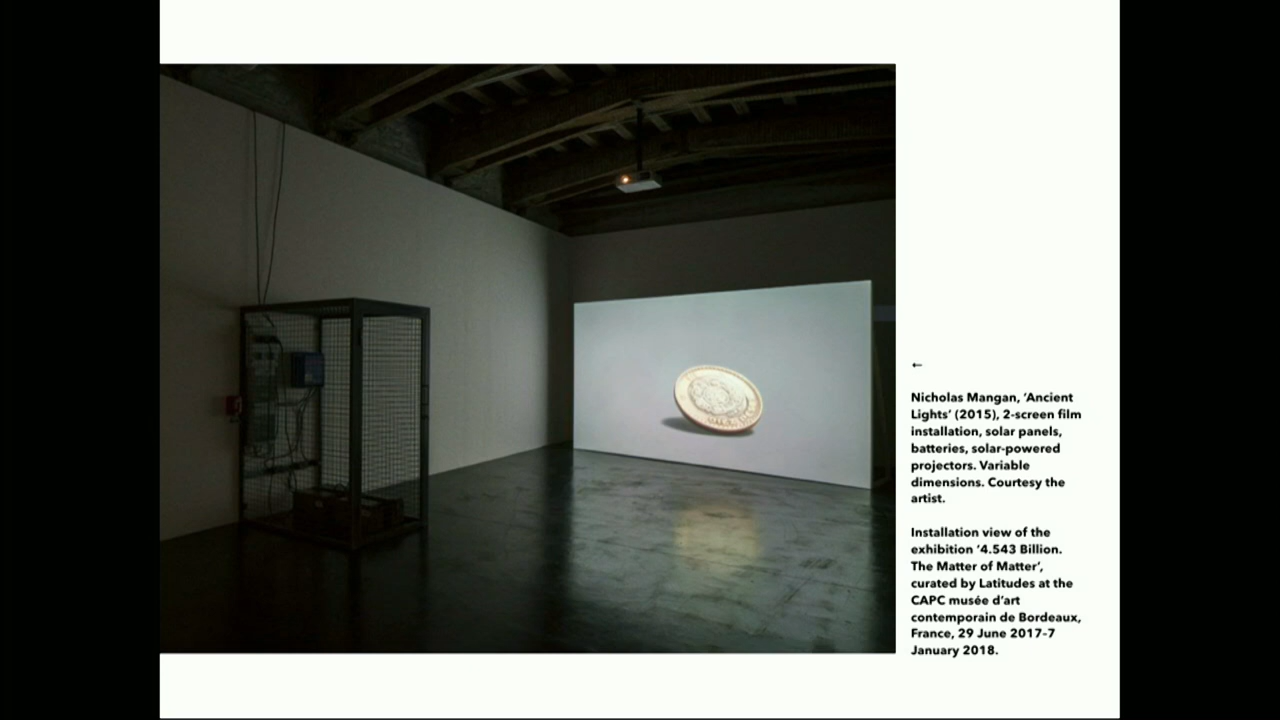 ←
Nicholas Mangan, ‘Ancient
Lights’ (2015), 2-screen film
installation, solar panels,
batteries, solar-powered
projectors. Variable
dimensions. Courtesy the
artist.
Installation view of the
exhibition ‘4.543 Billion.
The Matter of Matter’,
curated by Latitudes at the
CAPC musée d’art
contemporain de Bordeaux,
France, 29 June 2017–7
January 2018.